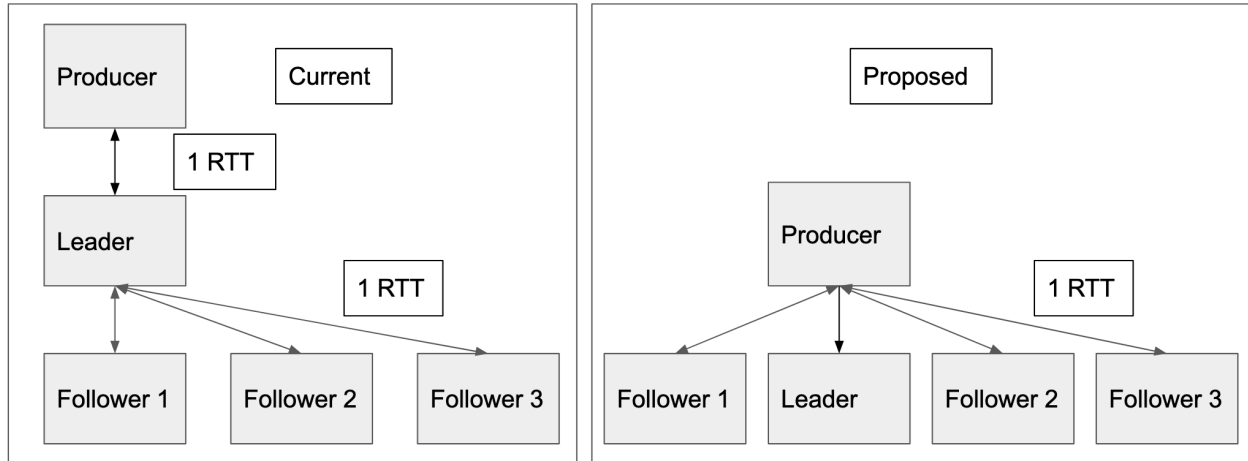 Producer
Current
1 RTT
Leader
1 RTT
Follower 1
Follower 2
Follower 3
Proposed
Producer
1 RTT
Follower 1
Leader
Follower 2
Follower 3